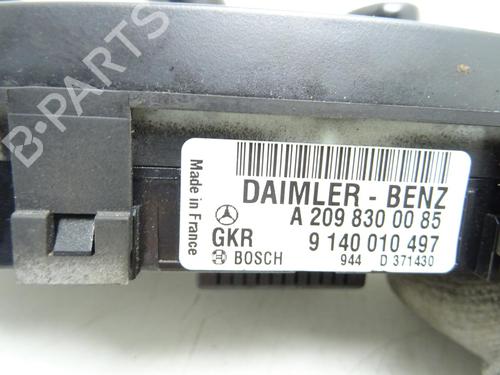 B-PARTS
Made in France
DAIMLER - BENZ
A 209 830 00 85
GKR 9 140 010 497
BOSCH 944 D 371430